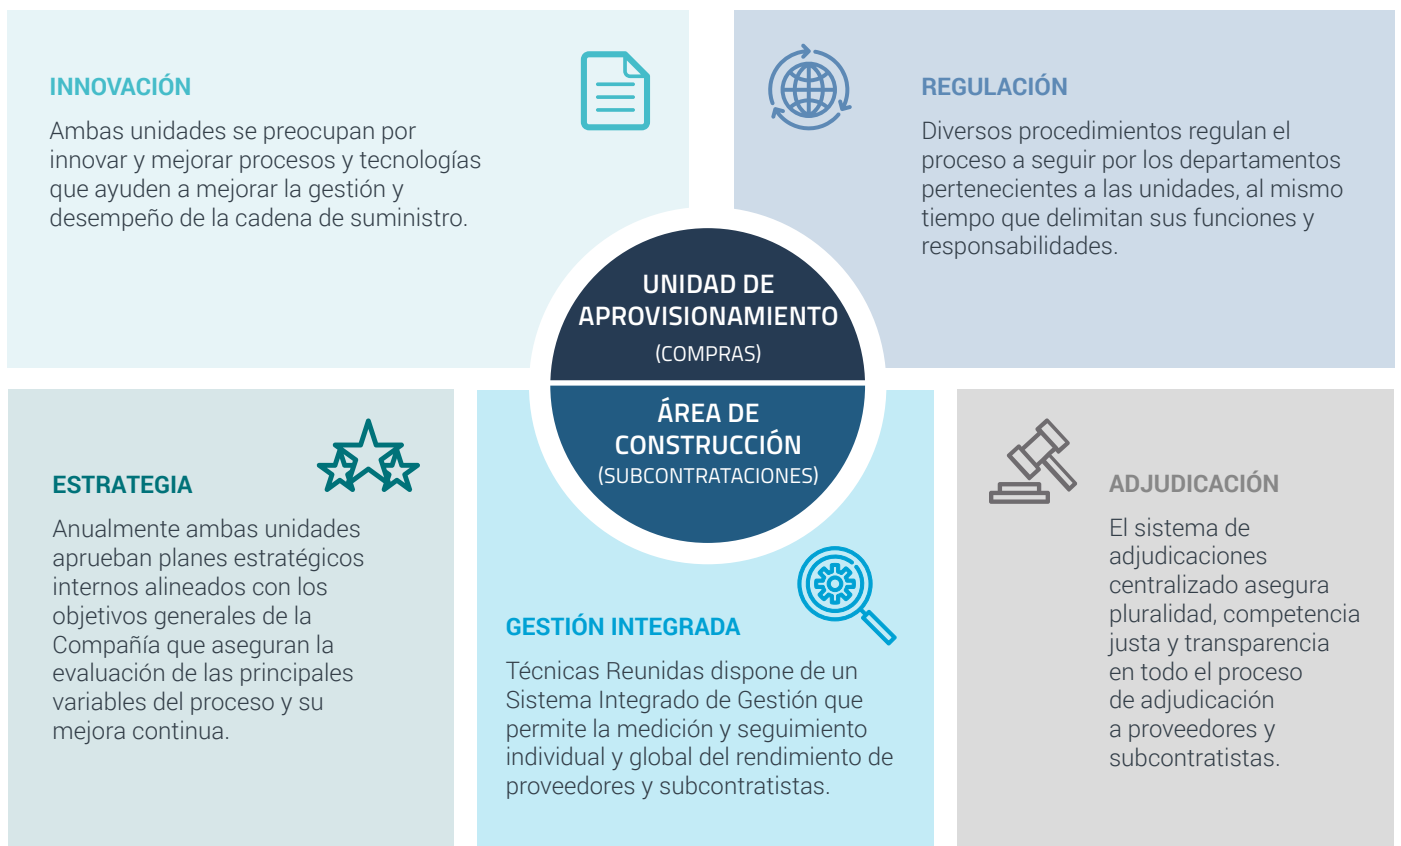 INNOVACIÓN
Ambas unidades se preocupan por
innovar y mejorar procesos y tecnologías
que ayuden a mejorar la gestión y
desempeño de la cadena de suministro.
REGULACIÓN
Diversos procedimientos regulan el
proceso a seguir por los departamentos
pertenecientes a las unidades, al mismo
tiempo que delimitan sus funciones y
responsabilidades.
UNIDAD DE
APROVISIONAMIENTO
(COMPRAS)
ÁREA DE
CONSTRUCCIÓN
(SUBCONTRATACIONES)
ESTRATEGIA
Anualmente ambas unidades
aprueban planes estratégicos
internos alineados con los
objetivos generales de la
Compañía que aseguran la
evaluación de las principales
variables del proceso y su
mejora continua.
GESTIÓN INTEGRADA
Técnicas Reunidas dispone de un
Sistema Integrado de Gestión que
permite la medición y seguimiento
individual y global del rendimiento de
proveedores y subcontratistas.
ADJUDICACIÓN
El sistema de
adjudicaciones
centralizado asegura
pluralidad, competencia
justa y transparencia
en todo el proceso
de adjudicación
a proveedores y
subcontratistas.